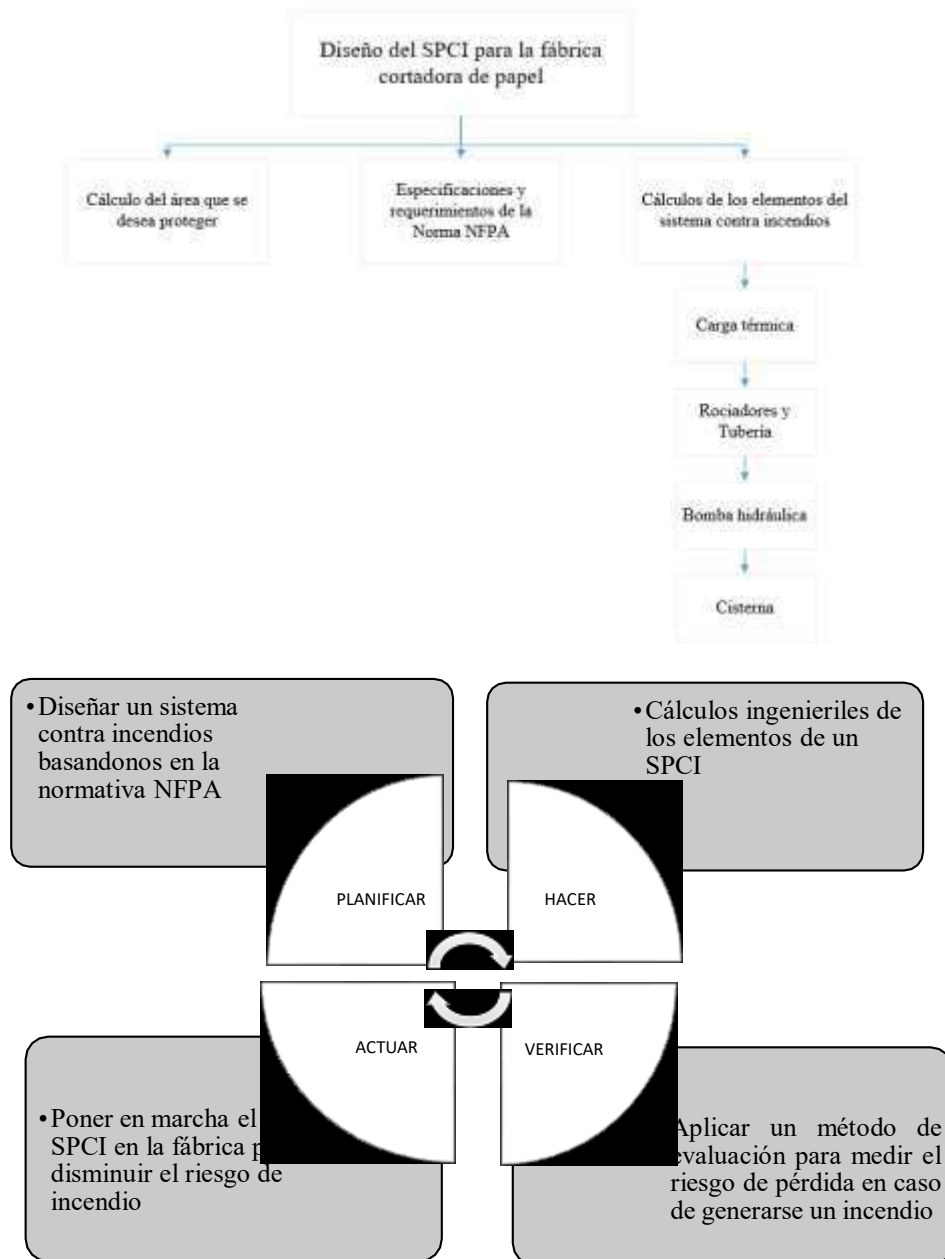 Diseño del SPCI para la fábrica
cortadora de papel
Cálculo del área que se
desea proteger
Especificaciones y
requerimientos de la
Norma NFPA
Cálculos de los elementos del
sistema contra incendios
Carga térmica
Rociadores y
Tubería
Bomba hidráulica
Cisterna
•Diseñar un sistema
contra incendios
basandonos en la
normativa NFPA
•Cálculos ingenieriles de
los elementos de un
SPCI
PLANIFICAR
HACER
ACTUAR
VERIFICAR
•Poner en marcha el
SPCI en la fábrica p
disminuir el riesgo de
incendio
Aplicar un método de
evaluación para medir el
riesgo de pérdida en caso
de generarse un incendio